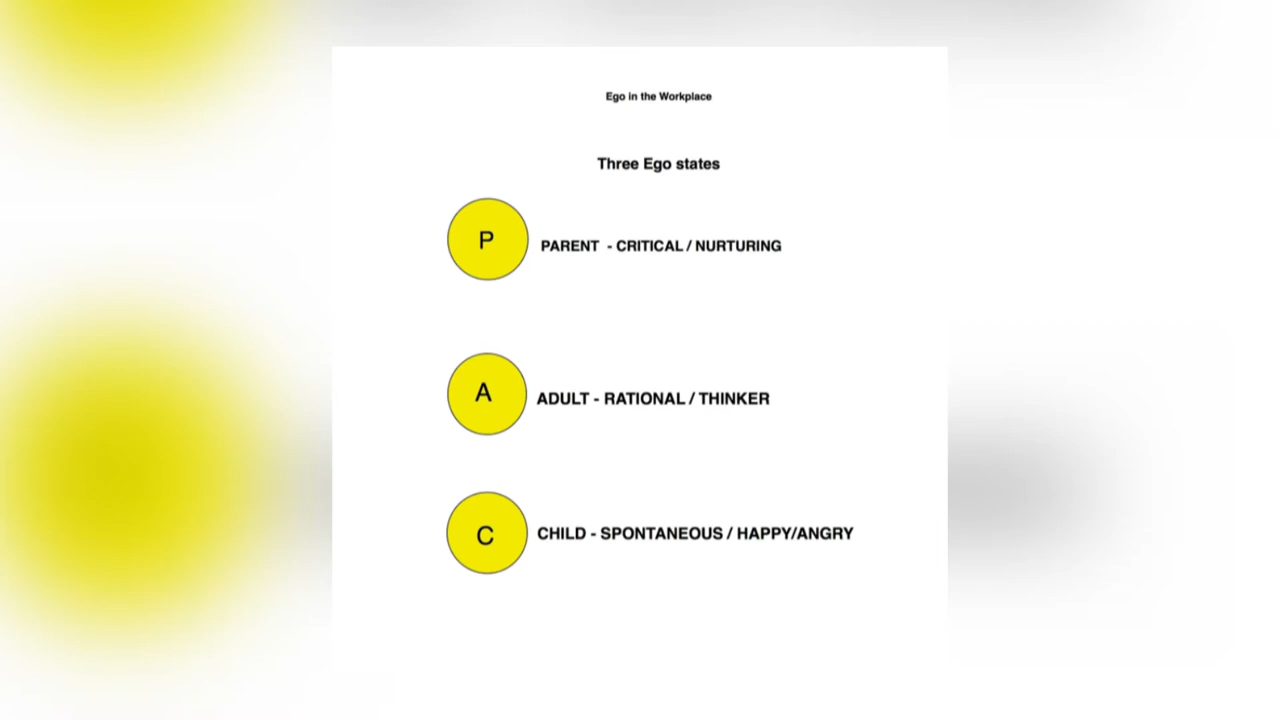 Ego in the Workplace
Three Ego states
P
PARENT - CRITICAL / NURTURING
A
ADULT - RATIONAL / THINKER
C
CHILD - SPONTANEOUS / HAPPY/ANGRY